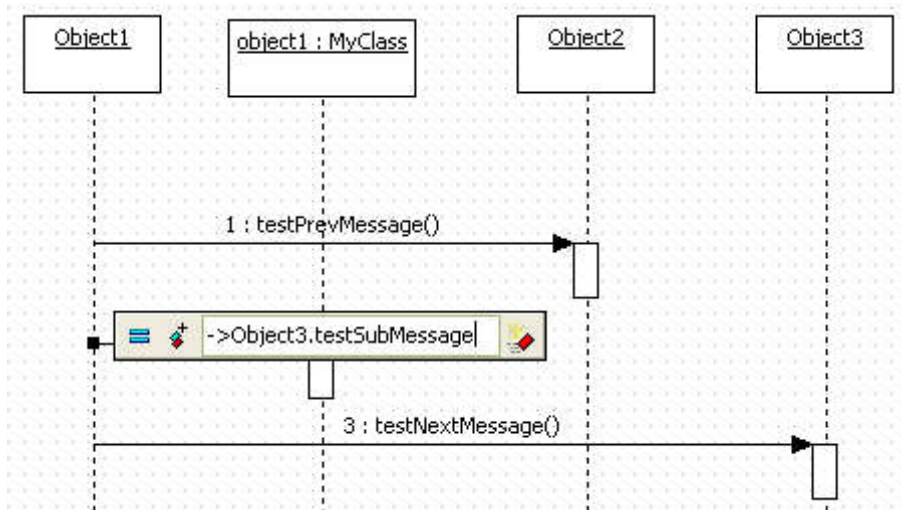 Object1
object1 : MyClass
Object2
Object3
1 : testPrevMessage()
->Object3.testSubMessage
3 : testNextMessage()